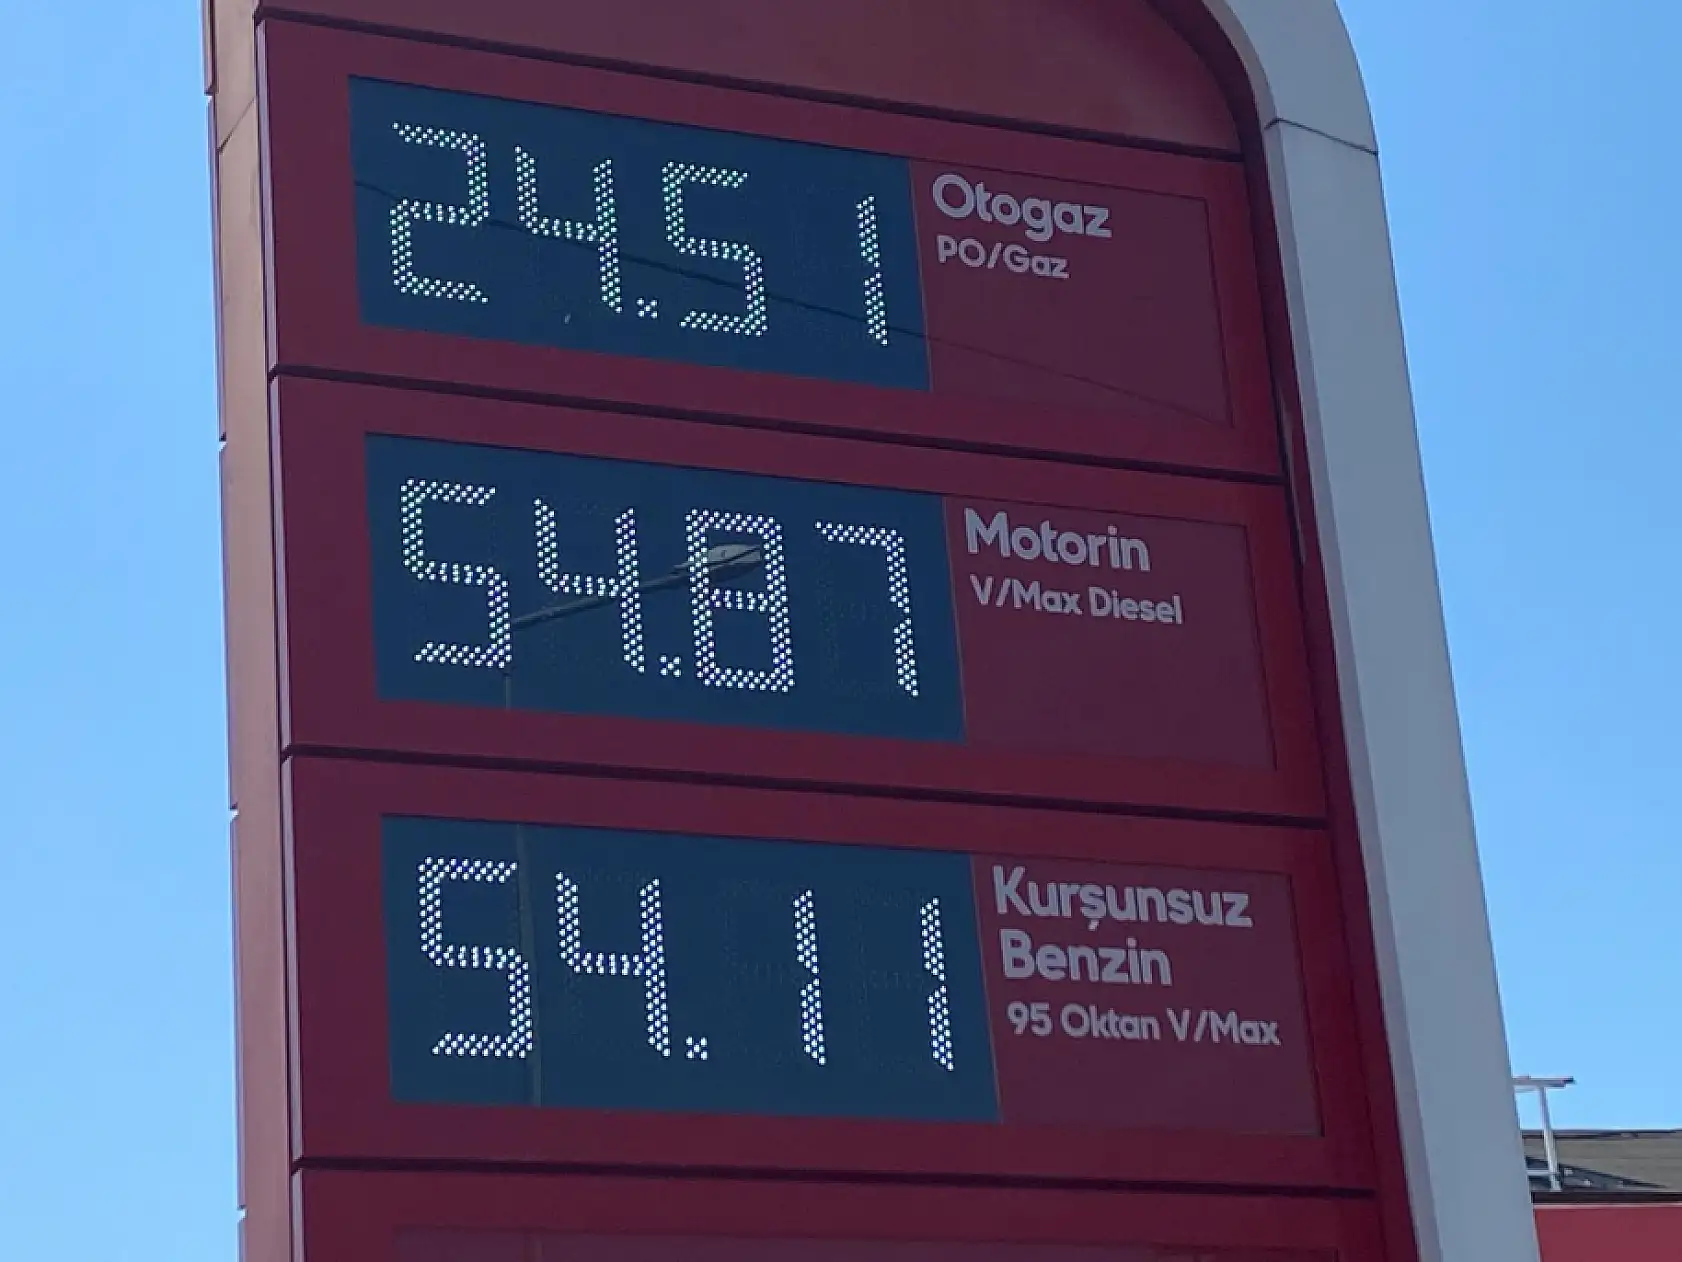 24.51 Otogaz
PO/Gaz
54.87 Motorin
V/Max Diesel
54.11 Kurşunsuz
Benzin
95 Oktan V/Max